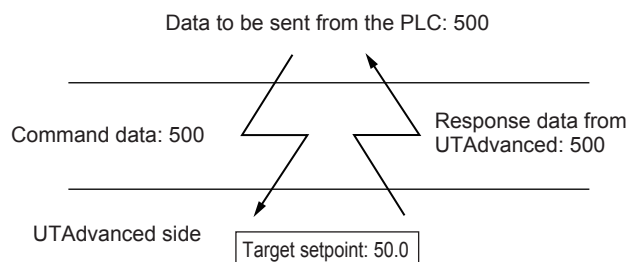 Data to be sent from the PLC: 500
Command data: 500
Response data from
UTAdvanced: 500
UTAdvanced side
Target setpoint: 50.0